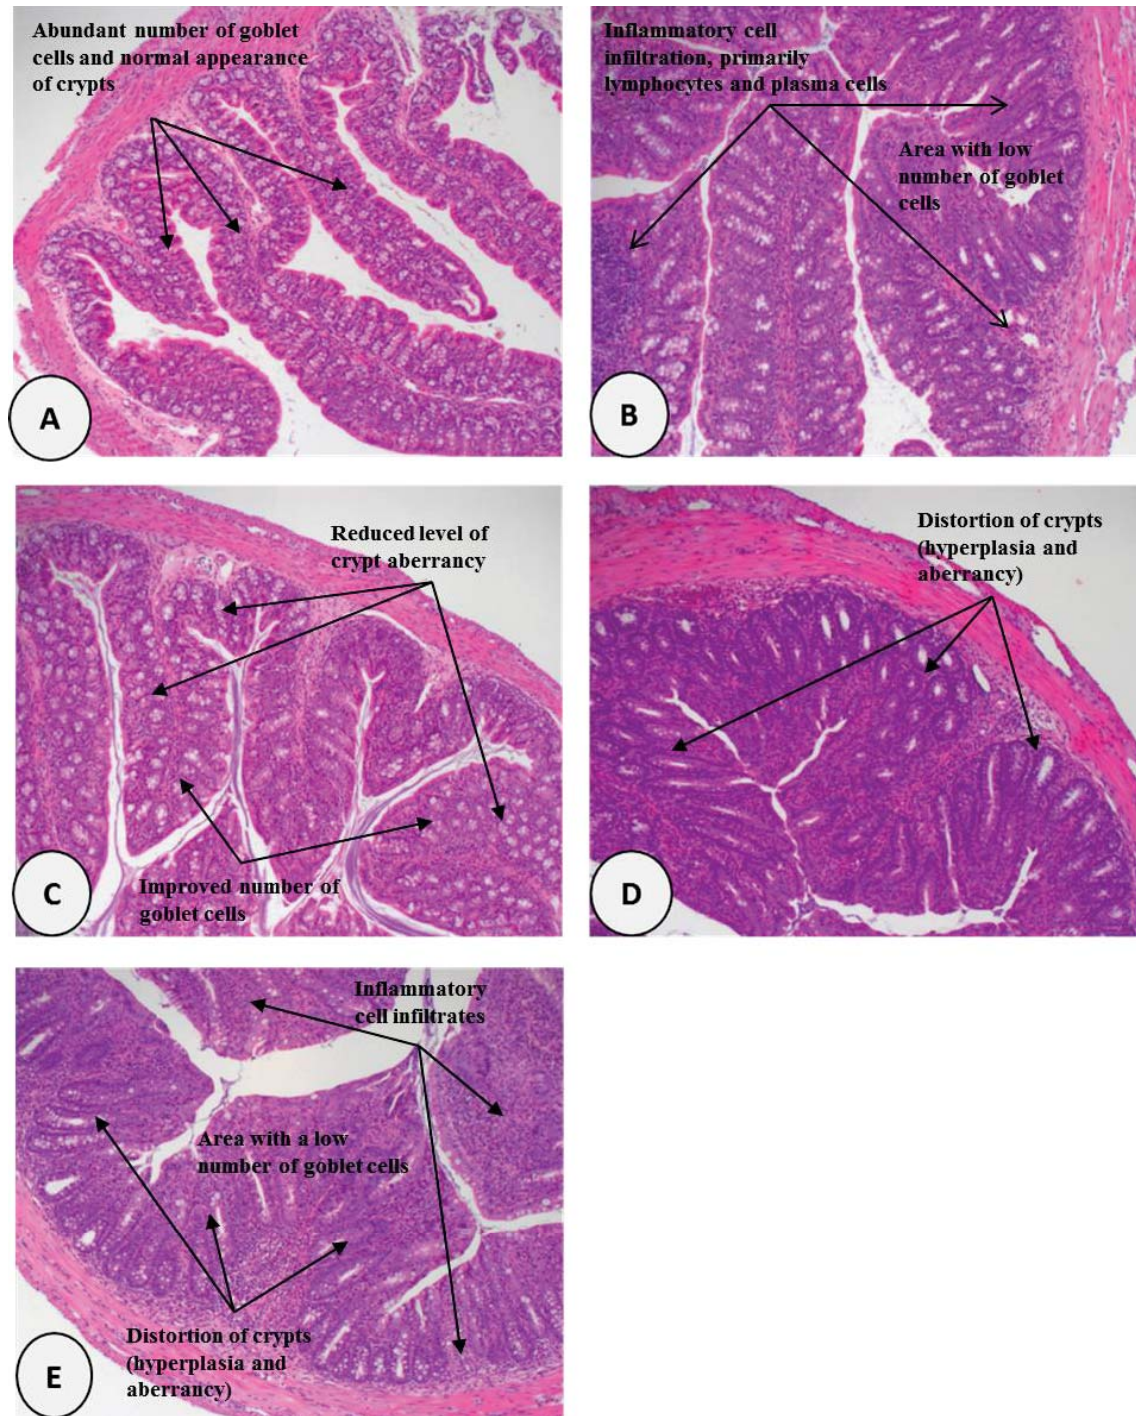 Abundant number of goblet
cells and normal appearance
of crypts
A
Inflammatory cell
infiltration, primarily
lymphocytes and plasma cells
Area with low
number of goblet
cells
B
Reduced level of
crypt aberrancy
Improved number of
goblet cells
C
Distortion of crypts
(hyperplasia and
aberrancy)
D
Inflammatory
cell infiltrates
Area with a low
number of goblet cells
Distortion of crypts
(hyperplasia and
aberrancy)
E